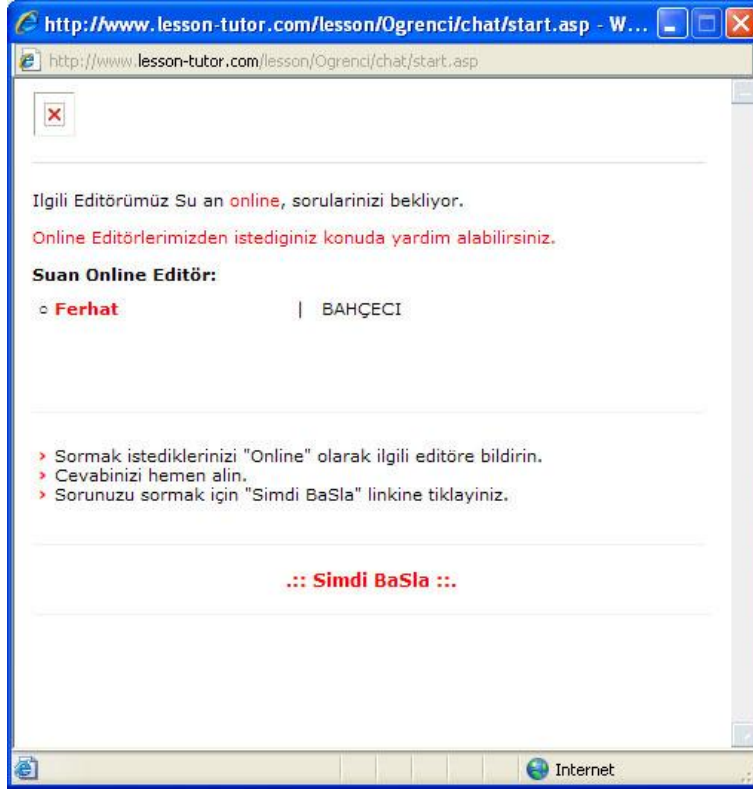 http://www.lesson-tutor.com/lesson/Ogrenci/chat/start.asp - W...
http://www.lesson-tutor.com/lesson/Ogrenci/chat/start.asp
Ilgili Editörümüz Su an online, sorularinizi bekliyor.
Online Editörlerimizden istediginiz konuda yardim alabilirsiniz.
Suan Online Editör:
Ferhat | BAHÇECI
› Sormak istediklerinizi "Online" olarak ilgili editöre bildirin.
› Cevabinizi hemen alin.
› Sorunuzu sormak için "Simdi BaSla" linkine tiklayiniz.
.:: Simdi BaSla ::.
Internet